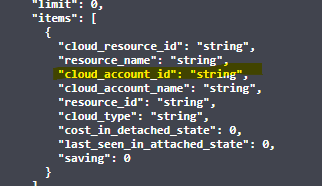 "limit": 0,
"items": [
{
"cloud_resource_id": "string",
"resource_name": "string",
"cloud_account_id": "string",
"cloud_account_name": "string",
"resource_id": "string",
"cloud_type": "string",
"cost_in_detached_state": 0,
"last_seen_in_attached_state": 0,
"saving": 0
}
]